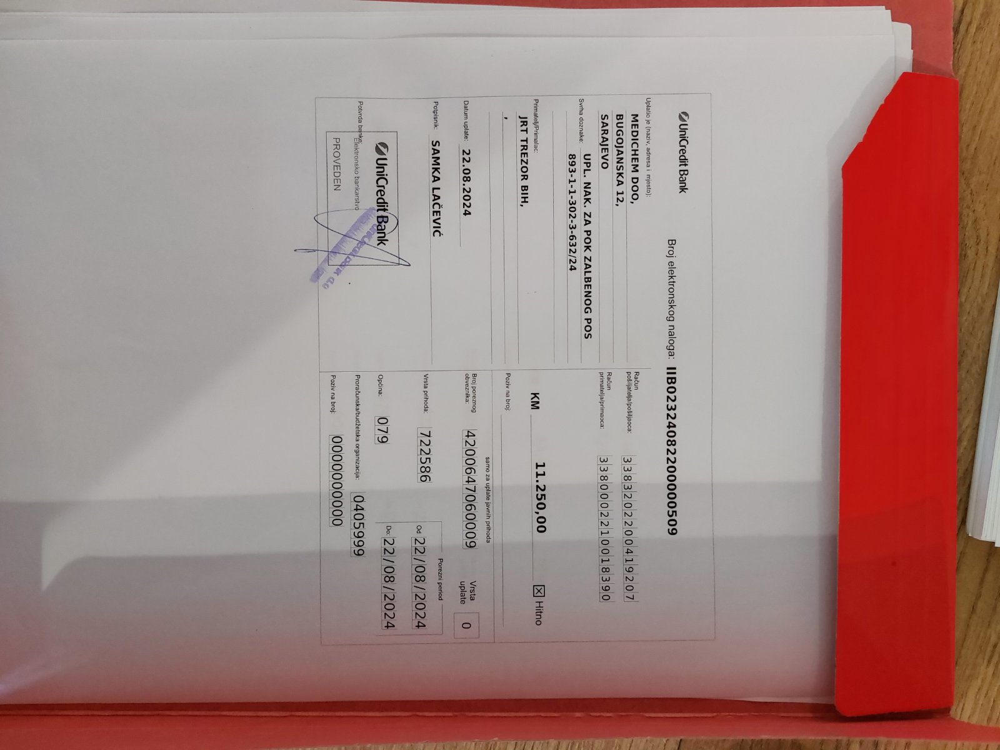 UniCredit Bank
Broj elektronskog naloga: IIB0232408220000509
Uplatio je (naziv, adresa i mjesto):
MEDICHEM DOO,
BUGOJANSKA 12,
SARAJEVO
Svrha doznake:
UPL. NAK. ZA POK ZALBENOG POS
893-1-1-302-3-632/24
Primatelj/Primalac:
JRT TREZOR BIH,
,
Datum uplate: 22.08.2024
Potpisnik: SAMKA LAČEVIĆ
Potvrda banke:
UniCredit Bank
Elektronsko bankarstvo
PROVEDEN
Račun
pošiljatelja/pošiljaoca: 3383202200419207
Račun
primatelja/primaoca: 3380002210018390
KM 11.250,00 X Hitno
Poziv na broj:
samo za uplate javnih prihoda
Broj poreznog
obveznika: 4200647060009
Vrsta
uplate 0
Vrsta prihoda: 722586
Porezni period
Od 22/08/2024
Općina: 079
Do: 22/08/2024
Proračunska/budžetska organizacija: 0405999
Poziv na broj: 0000000000